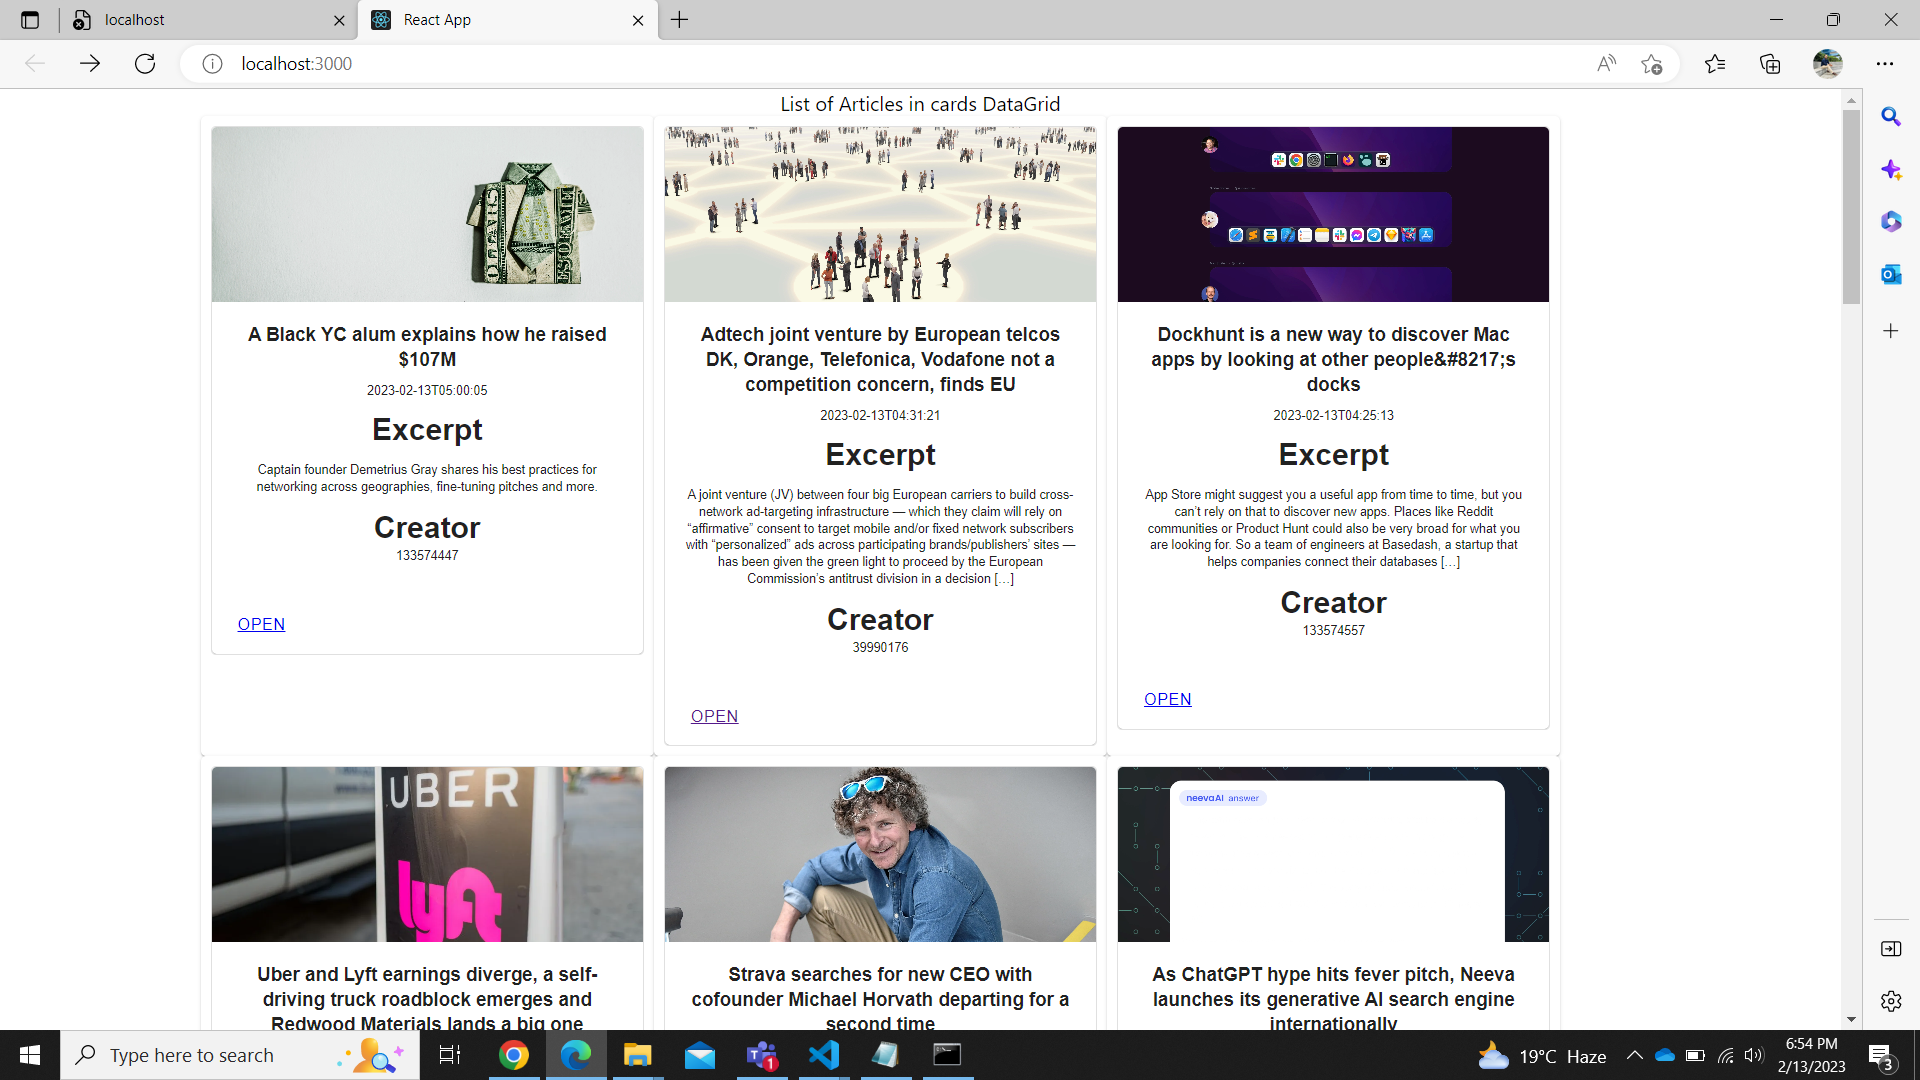 localhost
React App
localhost:3000
List of Articles in cards DataGrid
A Black YC alum explains how he raised
$107M
2023-02-13T05:00:05
Excerpt
Captain founder Demetrius Gray shares his best practices for
networking across geographies, fine-tuning pitches and more.
Creator
133574447
OPEN
Adtech joint venture by European telcos
DK, Orange, Telefonica, Vodafone not a
competition concern, finds EU
2023-02-13T04:31:21
Excerpt
A joint venture (JV) between four big European carriers to build cross-
network ad-targeting infrastructure — which they claim will rely on
“affirmative” consent to target mobile and/or fixed network subscribers
with “personalized” ads across participating brands/publishers’ sites —
has been given the green light to proceed by the European
Commission’s antitrust division in a decision […]
Creator
39990176
OPEN
Dockhunt is a new way to discover Mac
apps by looking at other people&#8217;s
docks
2023-02-13T04:25:13
Excerpt
App Store might suggest you a useful app from time to time, but you
can’t rely on that to discover new apps. Places like Reddit
communities or Product Hunt could also be very broad for what you
are looking for. So a team of engineers at Basedash, a startup that
helps companies connect their databases […]
Creator
133574557
OPEN
UBER
lyft
Uber and Lyft earnings diverge, a self-
driving truck roadblock emerges and
Redwood Materials lands a big one
Strava searches for new CEO with
cofounder Michael Horvath departing for a
second time
neevaAI answer
As ChatGPT hype hits fever pitch, Neeva
launches its generative AI search engine
internationally
Type here to search
1
19°C Haze
6:54 PM
2/13/2023
3